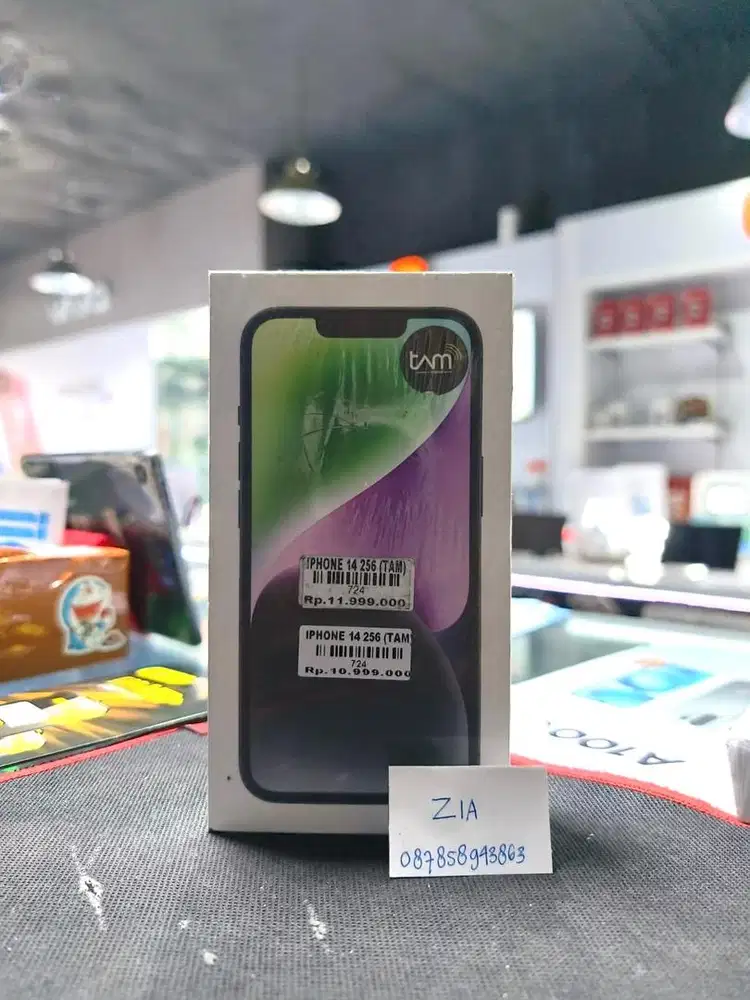 tam
IPHONE 14 256 (TAM)
724
Rp.11.999.000
IPHONE 14 256 (TAM
724
Rp.10.999.000
ZIA
087858943863
A100